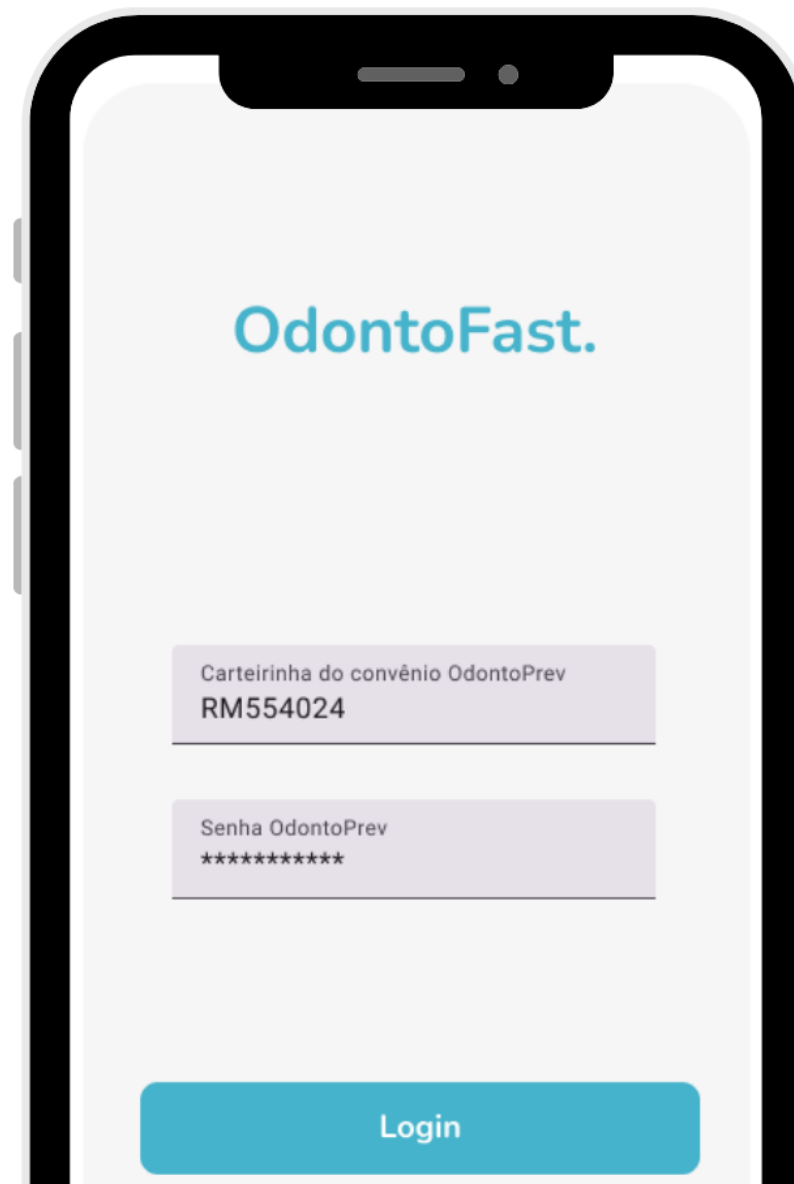 OdontoFast.
Carteirinha do convênio OdontoPrev
RM554024
Senha OdontoPrev
***********
Login